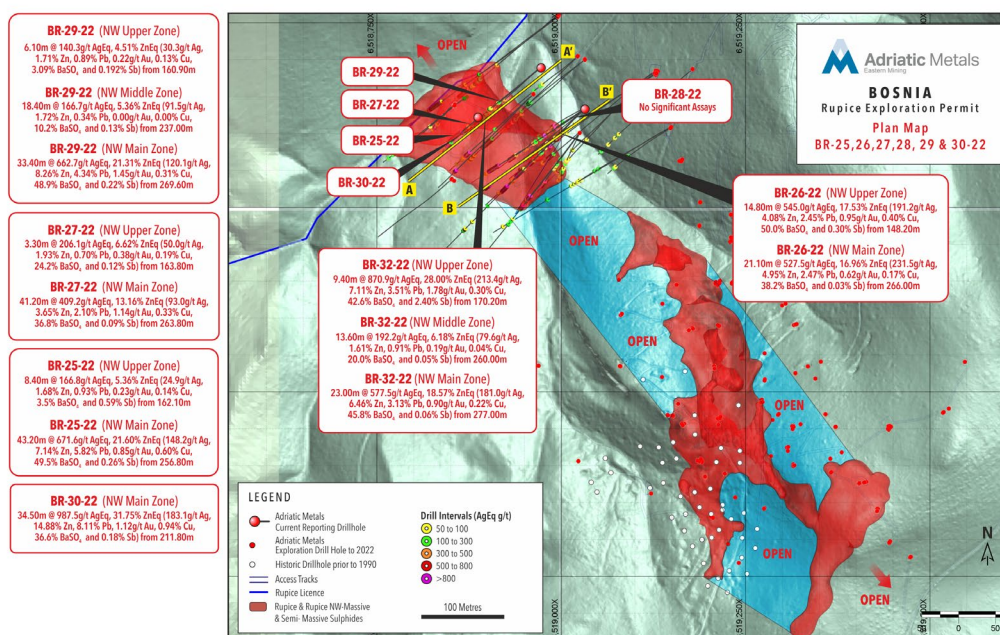 BR-29-22 (NW Upper Zone)
6.10m @ 140.3g/t AgEq, 4.51% ZnEq (30.3g/t Ag,
1.71% Zn, 0.89% Pb, 0.22g/t Au, 0.13% Cu,
3.09% BaSO₄ and 0.192% Sb) from 160.90m
BR-29-22 (NW Middle Zone)
18.40m @ 166.7g/t AgEq, 5.36% ZnEq (91.5g/t Ag,
1.72% Zn, 0.34% Pb, 0.00g/t Au, 0.00% Cu,
10.2% BaSO₄ and 0.13% Sb) from 237.00m
BR-29-22 (NW Main Zone)
33.40m @ 662.7g/t AgEq, 21.31% ZnEq (120.1g/t Ag,
8.26% Zn, 4.34% Pb, 1.45g/t Au, 0.31% Cu,
48.9% BaSO₄ and 0.22% Sb) from 269.60m
BR-27-22 (NW Upper Zone)
3.30m @ 206.1g/t AgEq, 6.62% ZnEq (50.0g/t Ag,
1.93% Zn, 0.70% Pb, 0.38g/t Au, 0.19% Cu,
24.2% BaSO₄ and 0.12% Sb) from 163.80m
BR-27-22 (NW Main Zone)
41.20m @ 409.2g/t AgEq, 13.16% ZnEq (93.0g/t Ag,
3.65% Zn, 2.10% Pb, 1.14g/t Au, 0.33% Cu,
36.8% BaSO₄ and 0.09% Sb) from 263.80m
BR-25-22 (NW Upper Zone)
8.40m @ 166.8g/t AgEq, 5.36% ZnEq (24.9g/t Ag,
1.68% Zn, 0.93% Pb, 0.23g/t Au, 0.14% Cu,
3.5% BaSO₄ and 0.59% Sb) from 162.10m
BR-25-22 (NW Main Zone)
43.20m @ 671.6g/t AgEq, 21.60% ZnEq (148.2g/t Ag,
7.14% Zn, 5.82% Pb, 0.85g/t Au, 0.60% Cu,
49.5% BaSO₄ and 0.26% Sb) from 256.80m
BR-30-22 (NW Main Zone)
34.50m @ 987.5g/t AgEq, 31.75% ZnEq (183.1g/t Ag,
14.88% Zn, 8.11% Pb, 1.12g/t Au, 0.94% Cu,
36.6% BaSO₄ and 0.18% Sb) from 211.80m
6,518,750X
6,519,000X
OPEN
OPEN
A'
B'
BR-29-22
BR-27-22
BR-25-22
BR-30-22
A
B
BR-28-22
No Significant Assays
Adriatic Metals
Eastern Mining
BOSNIA
Rupice Exploration Permit
Plan Map
BR-25,26,27,28, 29 & 30-22
BR-26-22 (NW Upper Zone)
14.80m @ 545.0g/t AgEq, 17.53% ZnEq (191.2g/t Ag,
4.08% Zn, 2.45% Pb, 0.95g/t Au, 0.40% Cu,
50.0% BaSO₄ and 0.30% Sb) from 148.20m
BR-26-22 (NW Main Zone)
21.10m @ 527.5g/t AgEq, 16.96% ZnEq (231.5g/t Ag,
4.95% Zn, 2.47% Pb, 0.62g/t Au, 0.17% Cu,
38.2% BaSO₄ and 0.03% Sb) from 266.00m
BR-32-22 (NW Upper Zone)
9.40m @ 870.9g/t AgEq, 28.00% ZnEq (213.4g/t Ag,
7.11% Zn, 3.51% Pb, 1.78g/t Au, 0.30% Cu,
42.6% BaSO₄ and 2.40% Sb) from 170.20m
BR-32-22 (NW Middle Zone)
13.60m @ 192.2g/t AgEq, 6.18% ZnEq (79.6g/t Ag,
1.61% Zn, 0.91% Pb, 0.19g/t Au, 0.04% Cu,
20.0% BaSO₄ and 0.05% Sb) from 260.00m
BR-32-22 (NW Main Zone)
23.00m @ 577.5g/t AgEq, 18.57% ZnEq (181.0g/t Ag,
6.46% Zn, 3.13% Pb, 0.90g/t Au, 0.22% Cu,
45.8% BaSO₄ and 0.06% Sb) from 277.00m
OPEN
OPEN
OPEN
OPEN
OPEN
LEGEND
Adriatic Metals
Current Reporting Drillhole
Adriatic Metals
Exploration Drill Hole to 2022
Historic Drillhole prior to 1990
Access Tracks
Rupice Licence
Rupice & Rupice NW-Massive
& Semi- Massive Sulphides
Drill Intervals (AgEq g/t)
50 to 100
100 to 300
300 to 500
500 to 800
>800
100 Metres
6,519,000X
6,519,250X
N
50
0
50